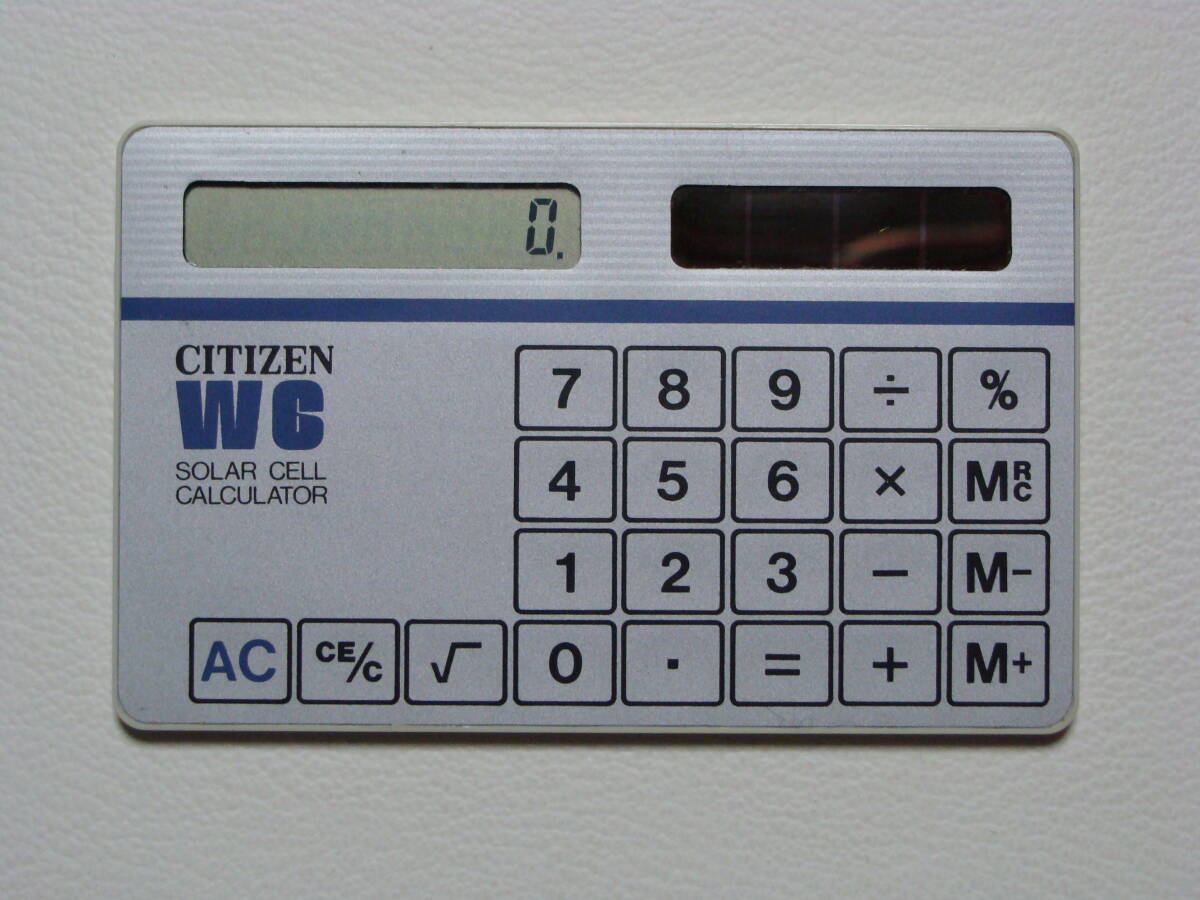 0.
CITIZEN
W6
SOLAR CELL
CALCULATOR
7 8 9 ÷ %
4 5 6 × MRC
1 2 3 − M−
AC CE/C √ 0 . = + M+